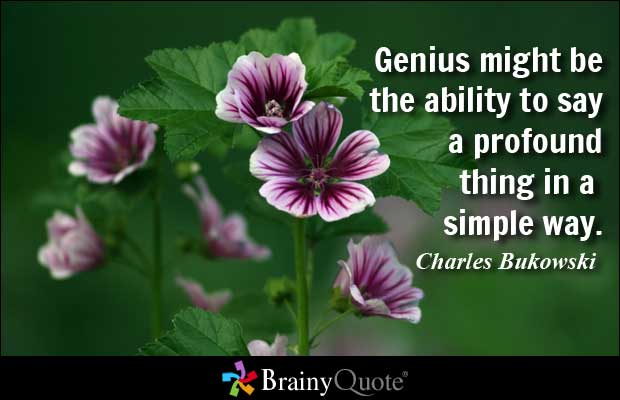 Genius might be
the ability to say
a profound
thing in a
simple way.
Charles Bukowski
BrainyQuote®